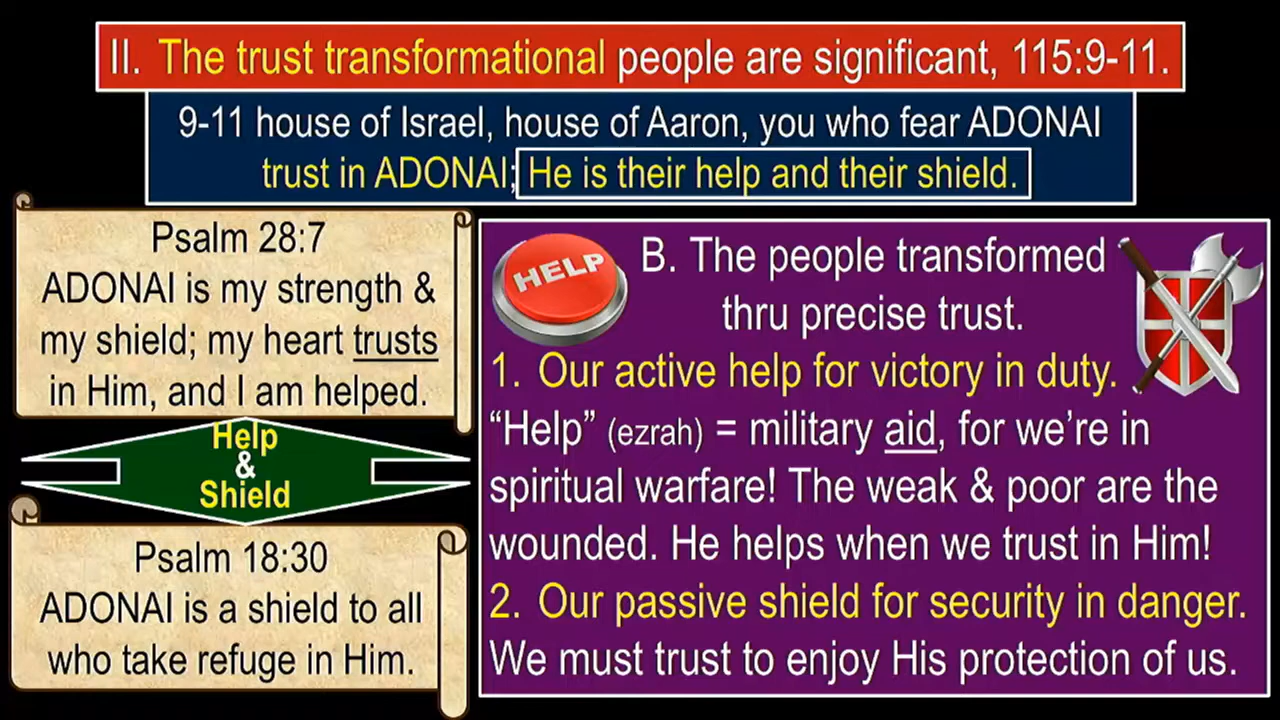 II. The trust transformational people are significant, 115:9-11.
9-11 house of Israel, house of Aaron, you who fear ADONAI
trust in ADONAI; He is their help and their shield.
Psalm 28:7
ADONAI is my strength &
my shield; my heart trusts
in Him, and I am helped.
Help
&
Shield
Psalm 18:30
ADONAI is a shield to all
who take refuge in Him.
HELP
B. The people transformed
thru precise trust.
1. Our active help for victory in duty.
“Help” (ezrah) = military aid, for we’re in
spiritual warfare! The weak & poor are the
wounded. He helps when we trust in Him!
2. Our passive shield for security in danger.
We must trust to enjoy His protection of us.